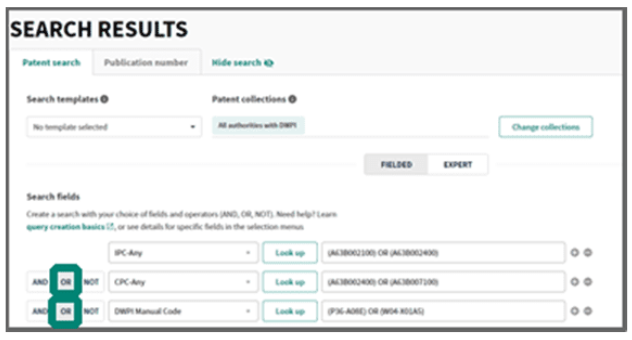 SEARCH RESULTS
Patent search Publication number Hide search
Search templates Patent collections
No template selected All authorities with DWPI Change collections
FIELDED EXPERT
Search fields
Create a search with your choice of fields and operators (AND, OR, NOT). Need help? Learn
query creation basics, or see details for specific fields in the selection menus
IPC-Any Look up (A63B002100) OR (A63B002400)
AND OR NOT CPC-Any Look up (A63B002400) OR (A63B007100)
AND OR NOT DWPI Manual Code Look up (P36-A08E) OR (W04-X01A5)